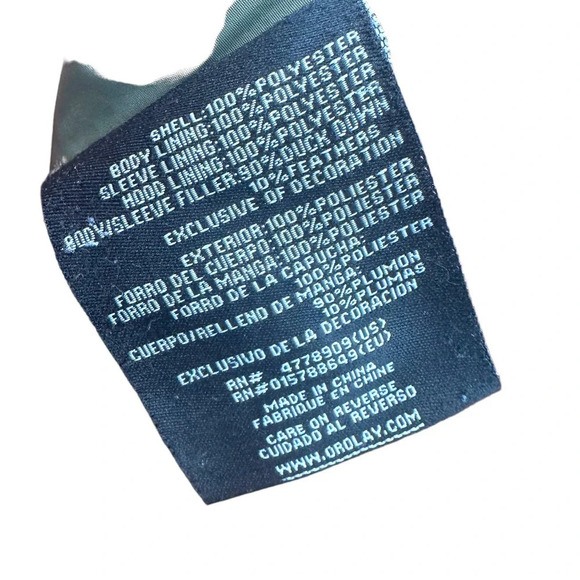 SHELL:100%POLYESTER
BODY LINING:100%POLYESTER
SLEEVE LINING:100%POLYESTER
HOOD LINING:100%POLYESTER
BODY/SLEEVE FILLER:90%DUCK DOWN
10%FEATHERS
EXCLUSIVE OF DECORATION
EXTERIOR:100%POLIESTER
FORRO DEL CUERPO:100%POLIESTER
FORRO DE LA MANGA:100%POLIESTER
FORRO DE LA CAPUCHA:
100%POLIESTER
CUERPO/RELLENO DE MANGA:
90%PLUMON
10%PLUMAS
EXCLUSIVO DE LA DECORACION
RN# 4778909(US)
RN#015788649(EU)
MADE IN CHINA
FABRIQUÉ EN CHINE
CARE ON REVERSE
CUIDADO AL REVERSO
WWW.OROLAY.COM